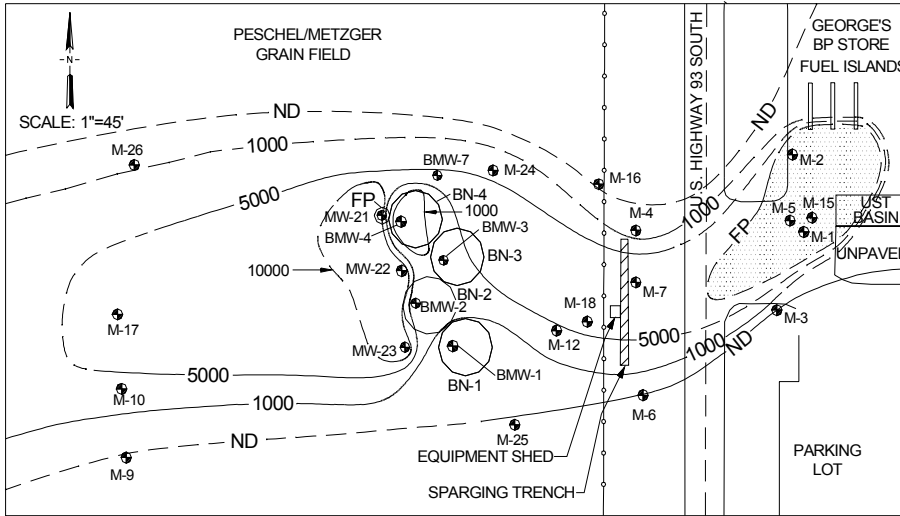 PESCHEL/METZGER
GRAIN FIELD
GEORGE'S
BP STORE
FUEL ISLANDS
-N-
SCALE: 1"=45'
U.S. HIGHWAY 93 SOUTH
ND
ND
1000
M-26
BMW-7
M-24
M-16
M-2
5000
BN-4
1000
FP
MW-21
BMW-4
BMW-3
M-4
1000
M-5
M-15
M-1
UST
BASIN
FP
UNPAVE
10000
MW-22
BN-3
BN-2
BMW-2
M-7
M-17
M-18
M-12
M-3
5000
1000
ND
MW-23
BMW-1
BN-1
5000
M-10
1000
M-6
ND
M-25
M-9
EQUIPMENT SHED
SPARGING TRENCH
PARKING
LOT